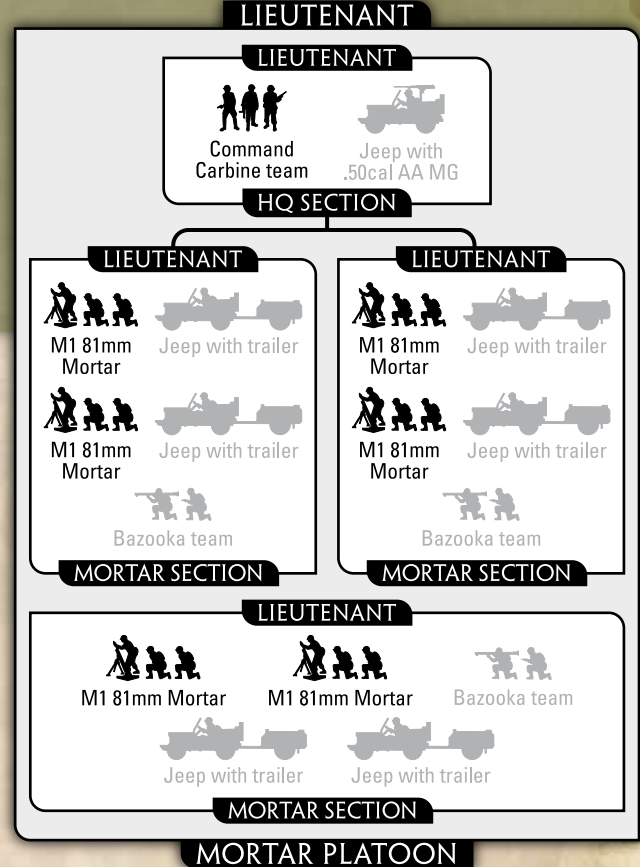 LIEUTENANT
LIEUTENANT
Command
Carbine team
Jeep with
.50cal AA MG
HQ SECTION
LIEUTENANT
M1 81mm
Mortar
Jeep with trailer
M1 81mm
Mortar
Jeep with trailer
Bazooka team
MORTAR SECTION
LIEUTENANT
M1 81mm
Mortar
Jeep with trailer
M1 81mm
Mortar
Jeep with trailer
Bazooka team
MORTAR SECTION
LIEUTENANT
M1 81mm Mortar
M1 81mm Mortar
Bazooka team
Jeep with trailer
Jeep with trailer
MORTAR SECTION
MORTAR PLATOON